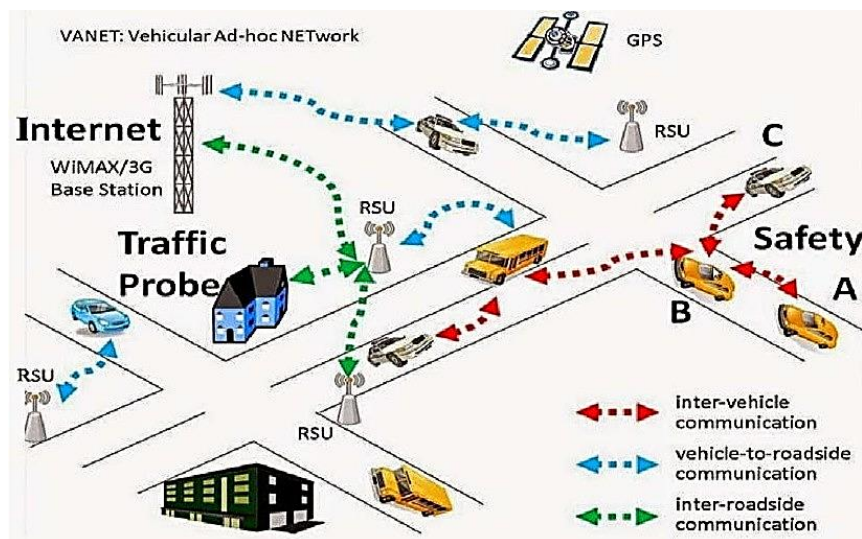 VANET: Vehicular Ad-hoc NETwork
GPS
Internet
WiMAX/3G
Base Station
RSU
C
RSU
Traffic
Probe
Safety
A
B
RSU
RSU
inter-vehicle
communication
vehicle-to-roadside
communication
inter-roadside
communication